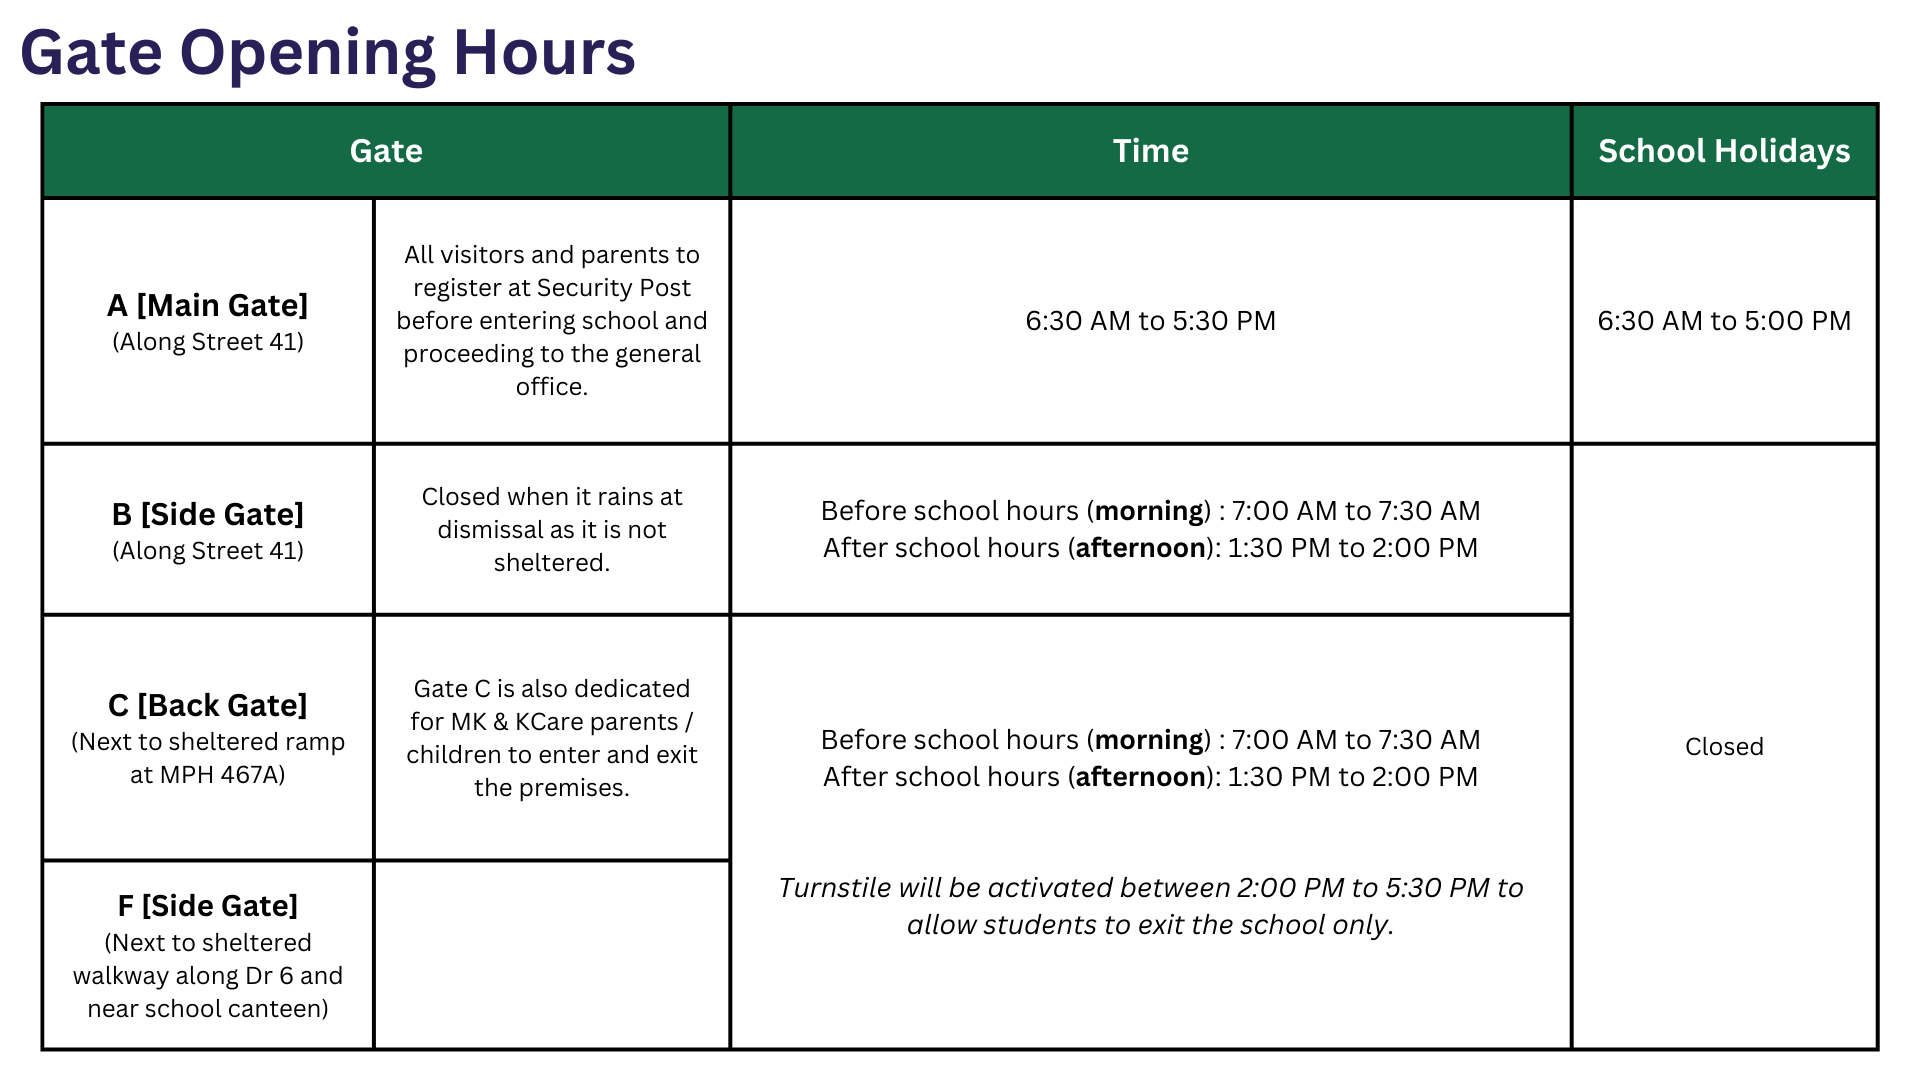 Gate Opening Hours
Gate
Time
School Holidays
A [Main Gate]
(Along Street 41)
All visitors and parents to
register at Security Post
before entering school and
proceeding to the general
office.
6:30 AM to 5:30 PM
6:30 AM to 5:00 PM
B [Side Gate]
(Along Street 41)
Closed when it rains at
dismissal as it is not
sheltered.
Before school hours (morning) : 7:00 AM to 7:30 AM
After school hours (afternoon): 1:30 PM to 2:00 PM
C [Back Gate]
(Next to sheltered ramp
at MPH 467A)
Gate C is also dedicated
for MK & KCare parents /
children to enter and exit
the premises.
Before school hours (morning) : 7:00 AM to 7:30 AM
After school hours (afternoon): 1:30 PM to 2:00 PM
Turnstile will be activated between 2:00 PM to 5:30 PM to
allow students to exit the school only.
Closed
F [Side Gate]
(Next to sheltered
walkway along Dr 6 and
near school canteen)